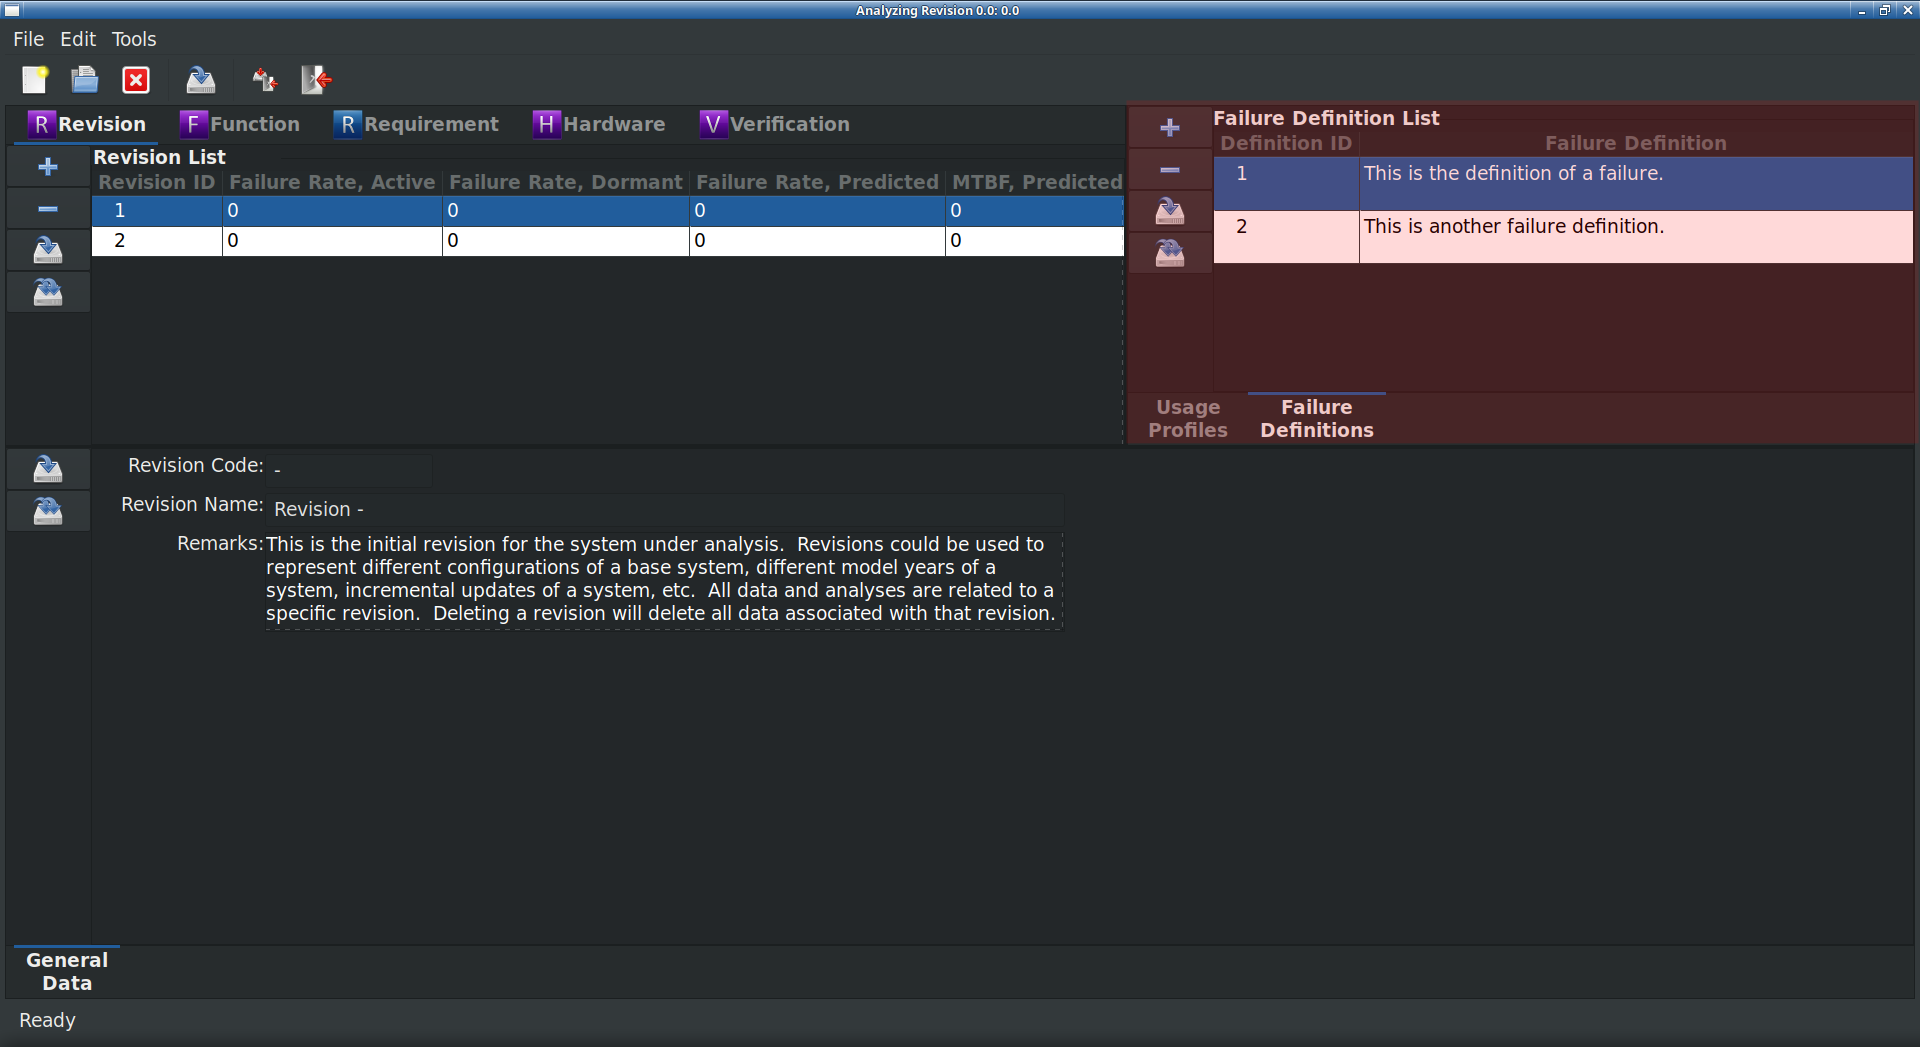 Analyzing Revision 0.0: 0.0
File Edit Tools
R Revision F Function R Requirement H Hardware V Verification
Revision List
Revision ID Failure Rate, Active Failure Rate, Dormant Failure Rate, Predicted MTBF, Predicted
1 0 0 0 0
2 0 0 0 0
Failure Definition List
Definition ID Failure Definition
1 This is the definition of a failure.
2 This is another failure definition.
Usage
Profiles
Failure
Definitions
Revision Code: -
Revision Name: Revision -
Remarks: This is the initial revision for the system under analysis.  Revisions could be used to
represent different configurations of a base system, different model years of a
system, incremental updates of a system, etc.  All data and analyses are related to a
specific revision.  Deleting a revision will delete all data associated with that revision.
General
Data
Ready